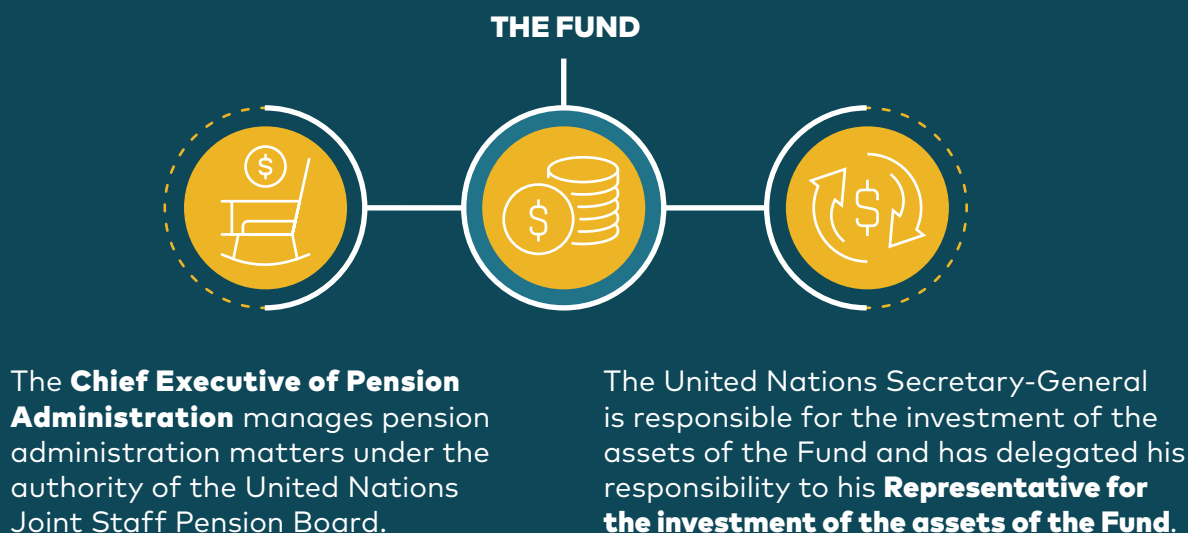 THE FUND
$
$
$
The Chief Executive of Pension
Administration manages pension
administration matters under the
authority of the United Nations
Joint Staff Pension Board.
The United Nations Secretary-General
is responsible for the investment of the
assets of the Fund and has delegated his
responsibility to his Representative for
the investment of the assets of the Fund.